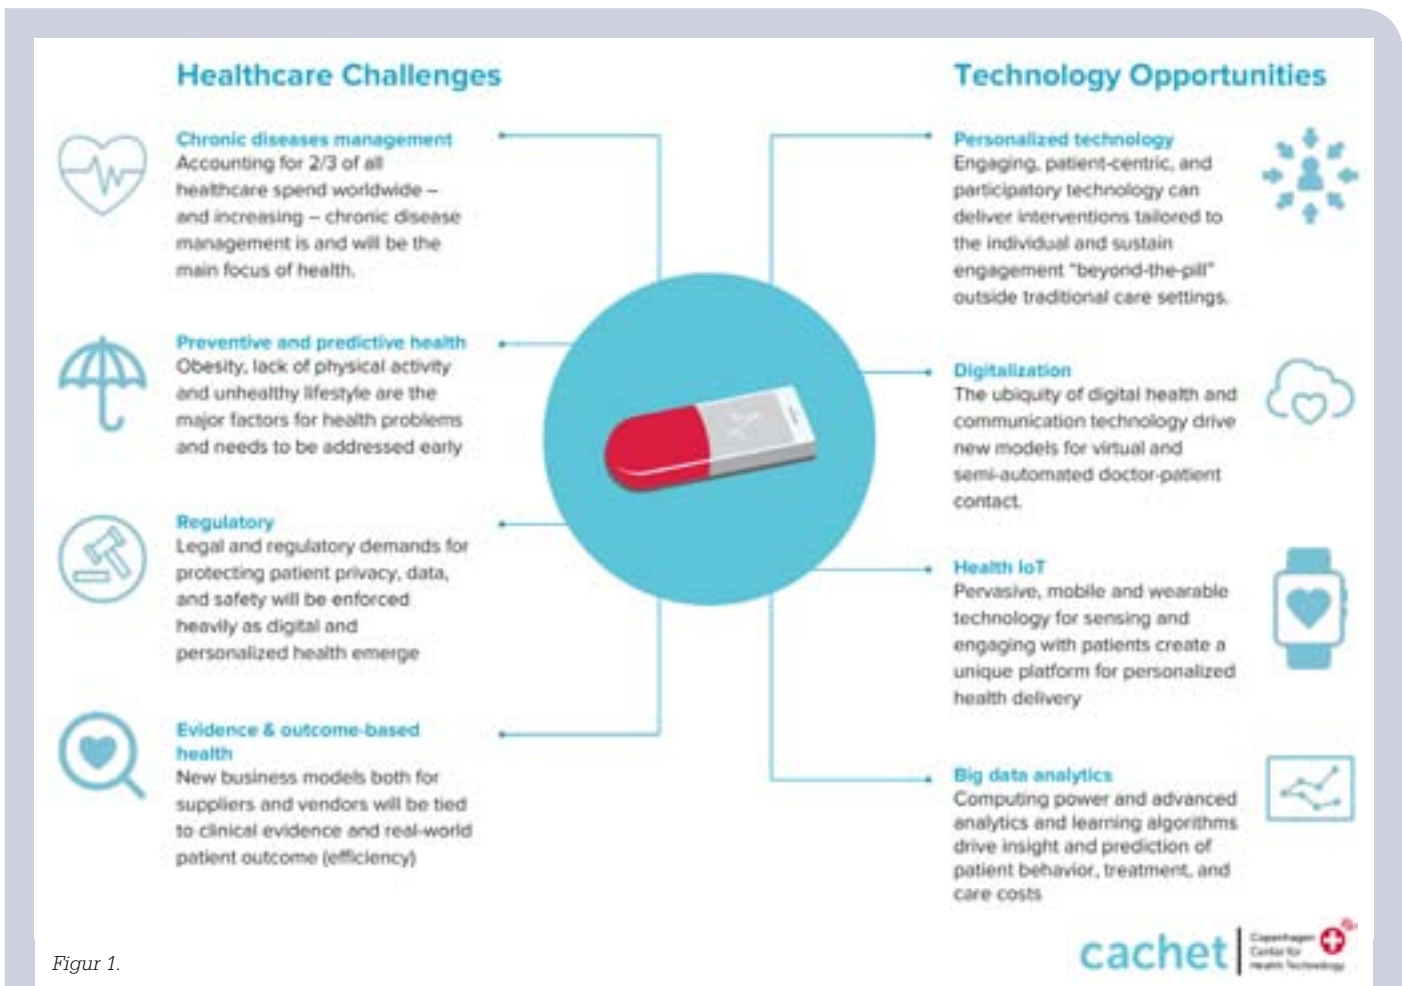 Healthcare Challenges
Chronic diseases management
Accounting for 2/3 of all
healthcare spend worldwide –
and increasing – chronic disease
management is and will be the
main focus of health.
Preventive and predictive health
Obesity, lack of physical activity
and unhealthy lifestyle are the
major factors for health problems
and needs to be addressed early
Regulatory
Legal and regulatory demands for
protecting patient privacy, data,
and safety will be enforced
heavily as digital and
personalized health emerge
Evidence & outcome-based
health
New business models both for
suppliers and vendors will be tied
to clinical evidence and real-world
patient outcome (efficiency)
Technology Opportunities
Personalized technology
Engaging, patient-centric, and
participatory technology can
deliver interventions tailored to
the individual and sustain
engagement "beyond-the-pill"
outside traditional care settings.
Digitalization
The ubiquity of digital health and
communication technology drive
new models for virtual and
semi-automated doctor-patient
contact.
Health IoT
Pervasive, mobile and wearable
technology for sensing and
engaging with patients create a
unique platform for personalized
health delivery
Big data analytics
Computing power and advanced
analytics and learning algorithms
drive insight and prediction of
patient behavior, treatment, and
care costs
Figur 1.
cachet
Copenhagen
Center for
Health Technology